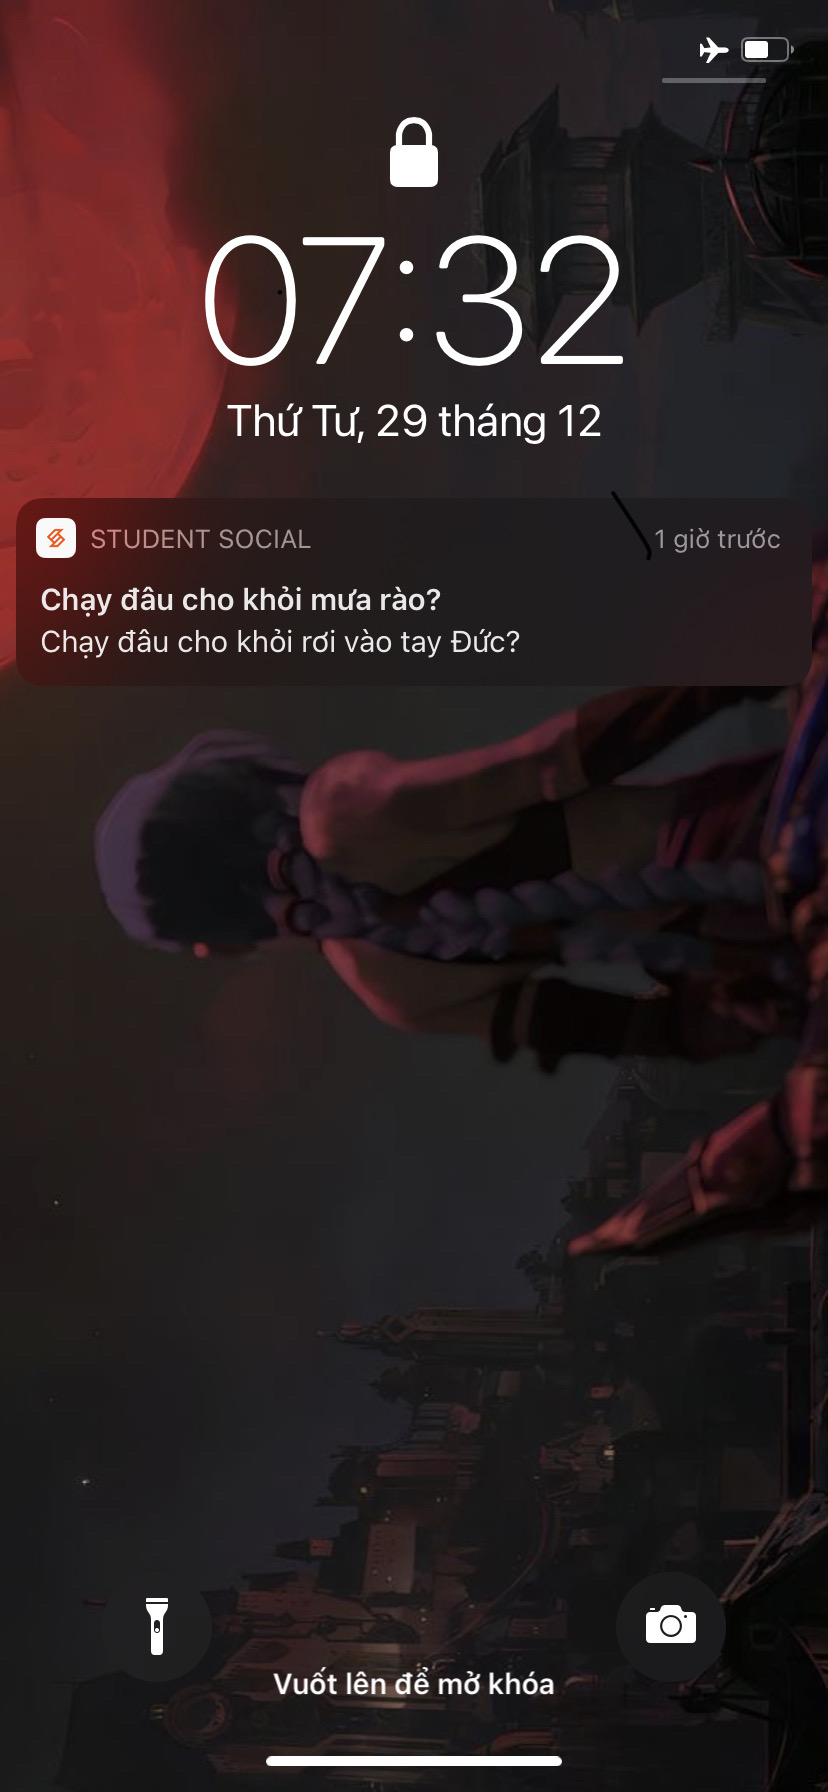 07:32
Thứ Tư, 29 tháng 12
STUDENT SOCIAL
1 giờ trước
Chạy đâu cho khỏi mưa rào?
Chạy đâu cho khỏi rơi vào tay Đức?
Vuốt lên để mở khóa